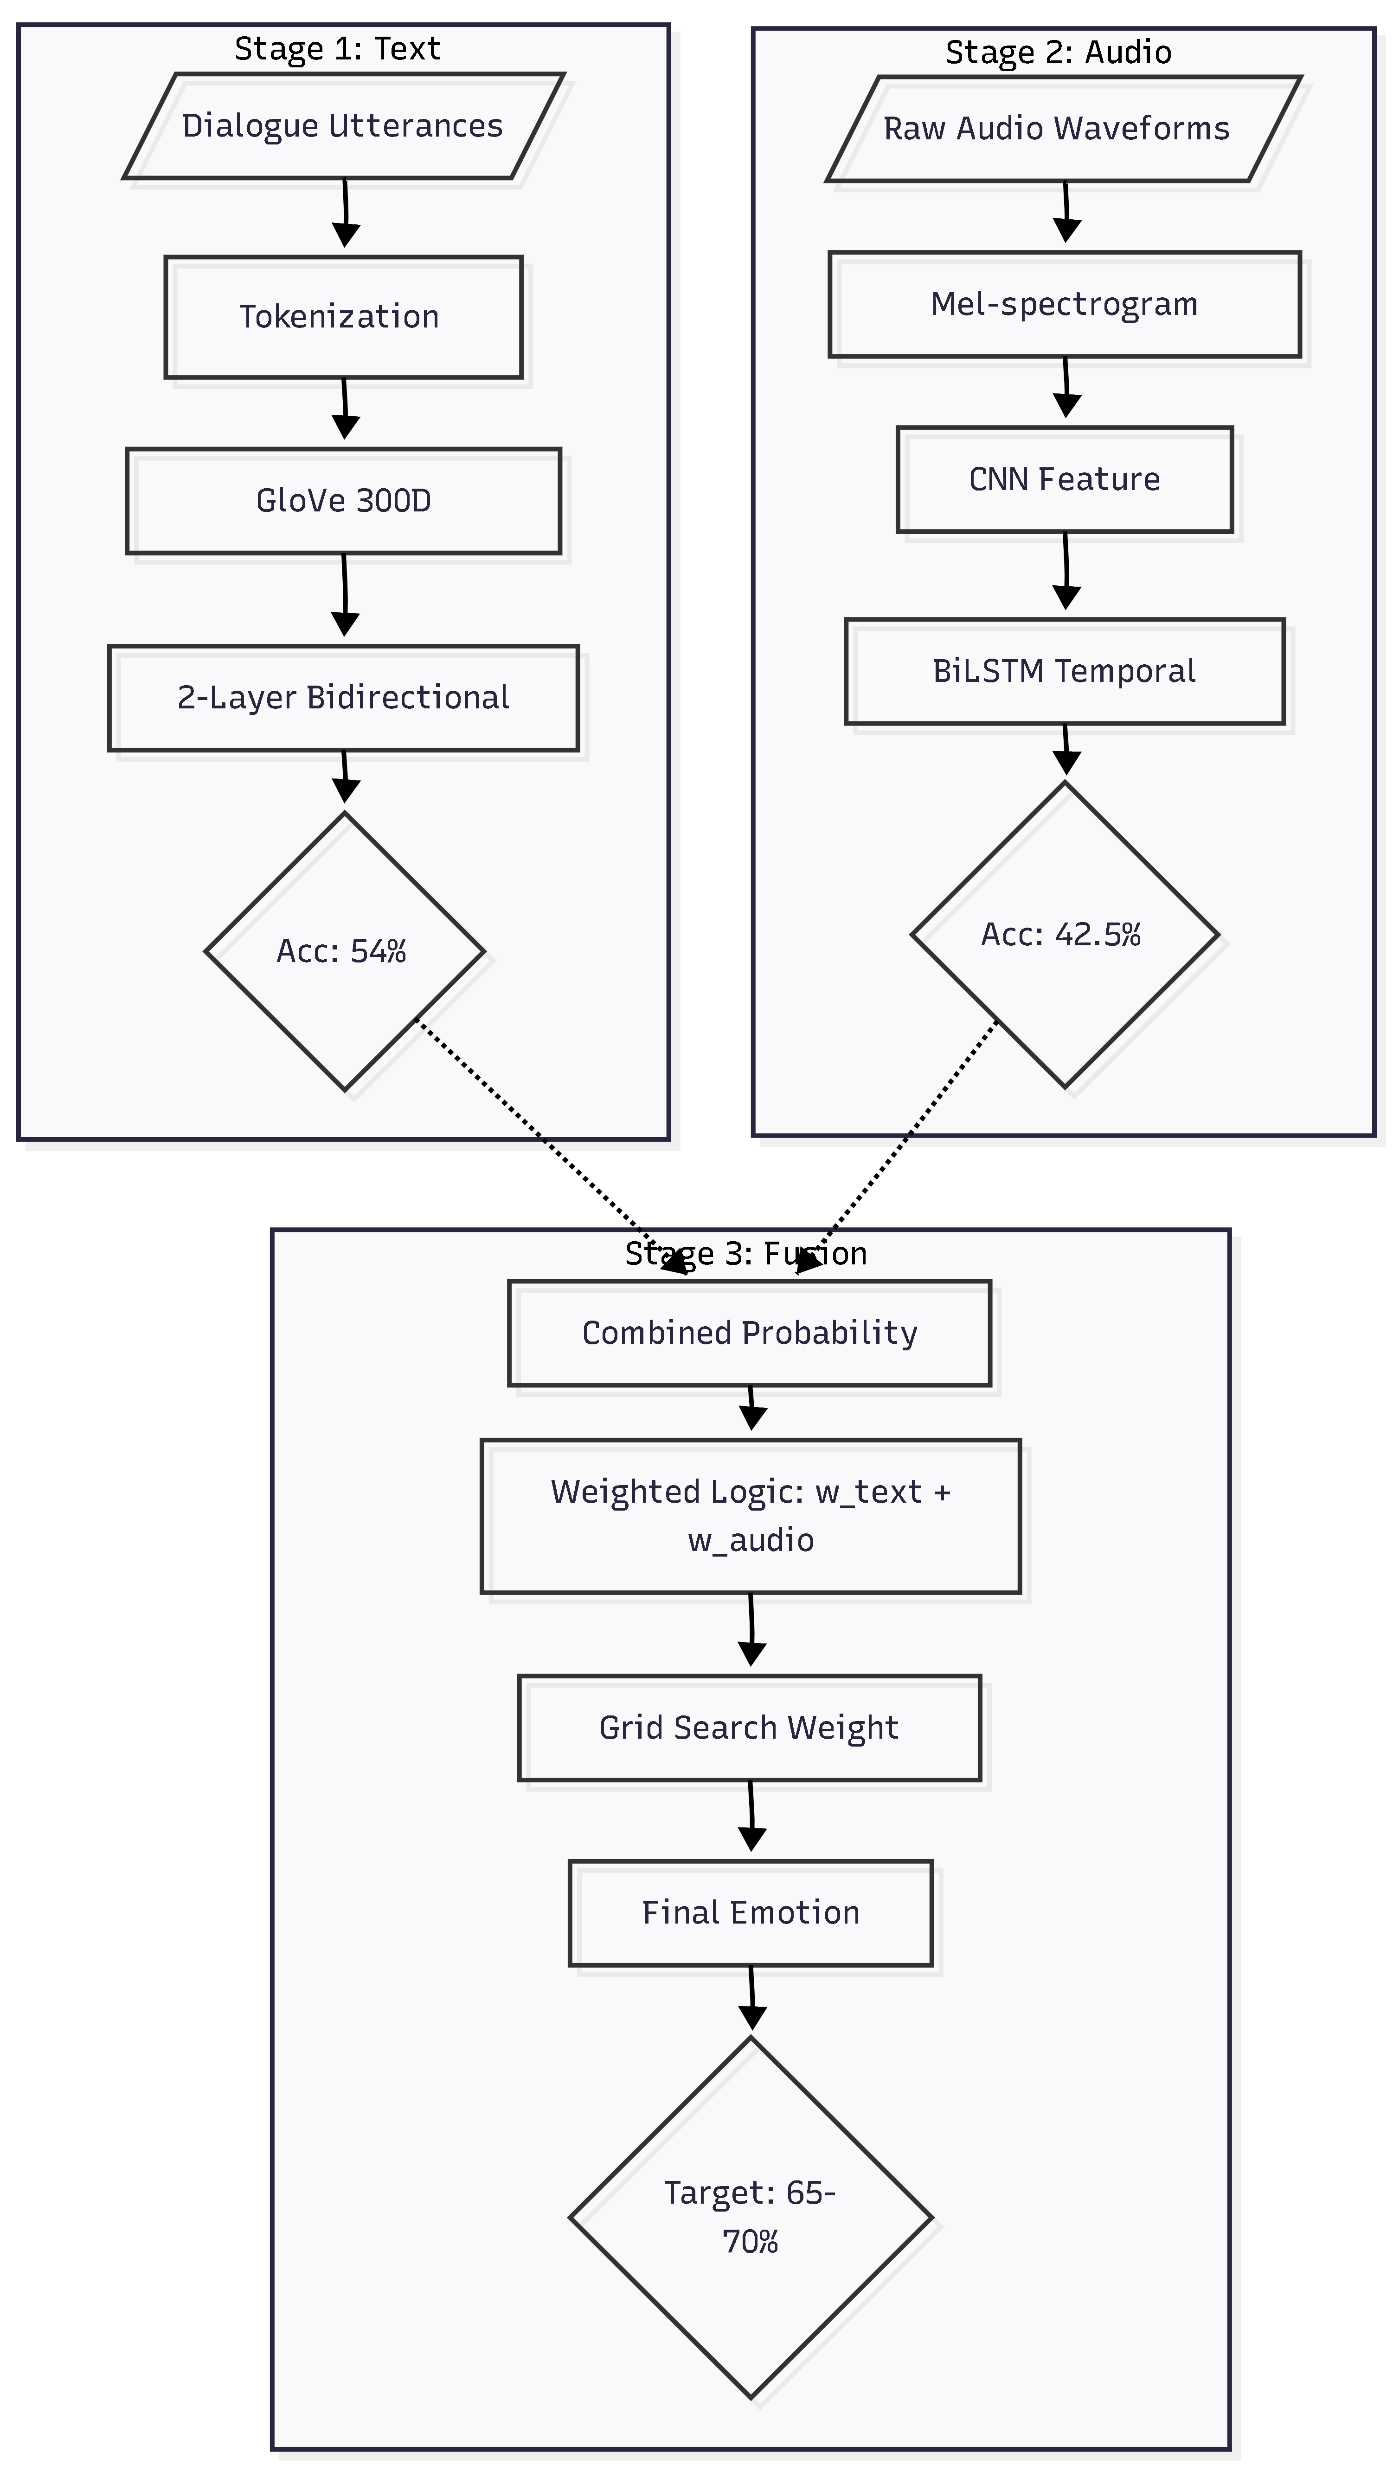 Stage 1: Text
Dialogue Utterances
Tokenization
GloVe 300D
2-Layer Bidirectional
Acc: 54%
Stage 2: Audio
Raw Audio Waveforms
Mel-spectrogram
CNN Feature
BiLSTM Temporal
Acc: 42.5%
Stage 3: Fusion
Combined Probability
Weighted Logic: w_text +
w_audio
Grid Search Weight
Final Emotion
Target: 65-
70%